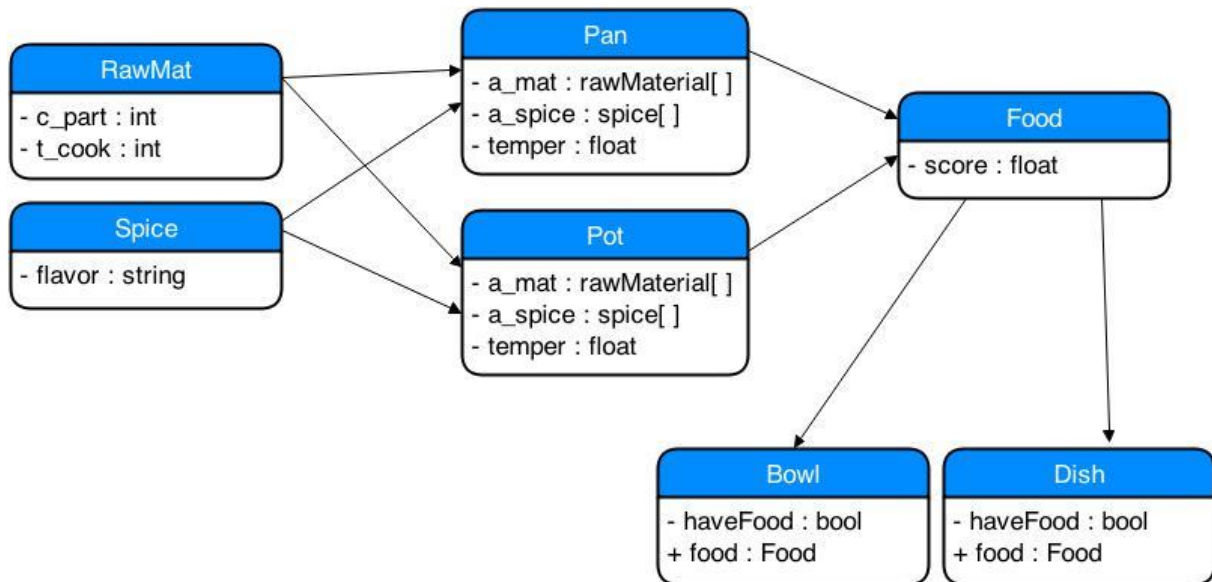 RawMat
- c_part : int
- t_cook : int
Spice
- flavor : string
Pan
- a_mat : rawMaterial[ ]
- a_spice : spice[ ]
- temper : float
Pot
- a_mat : rawMaterial[ ]
- a_spice : spice[ ]
- temper : float
Food
- score : float
Bowl
- haveFood : bool
+ food : Food
Dish
- haveFood : bool
+ food : Food